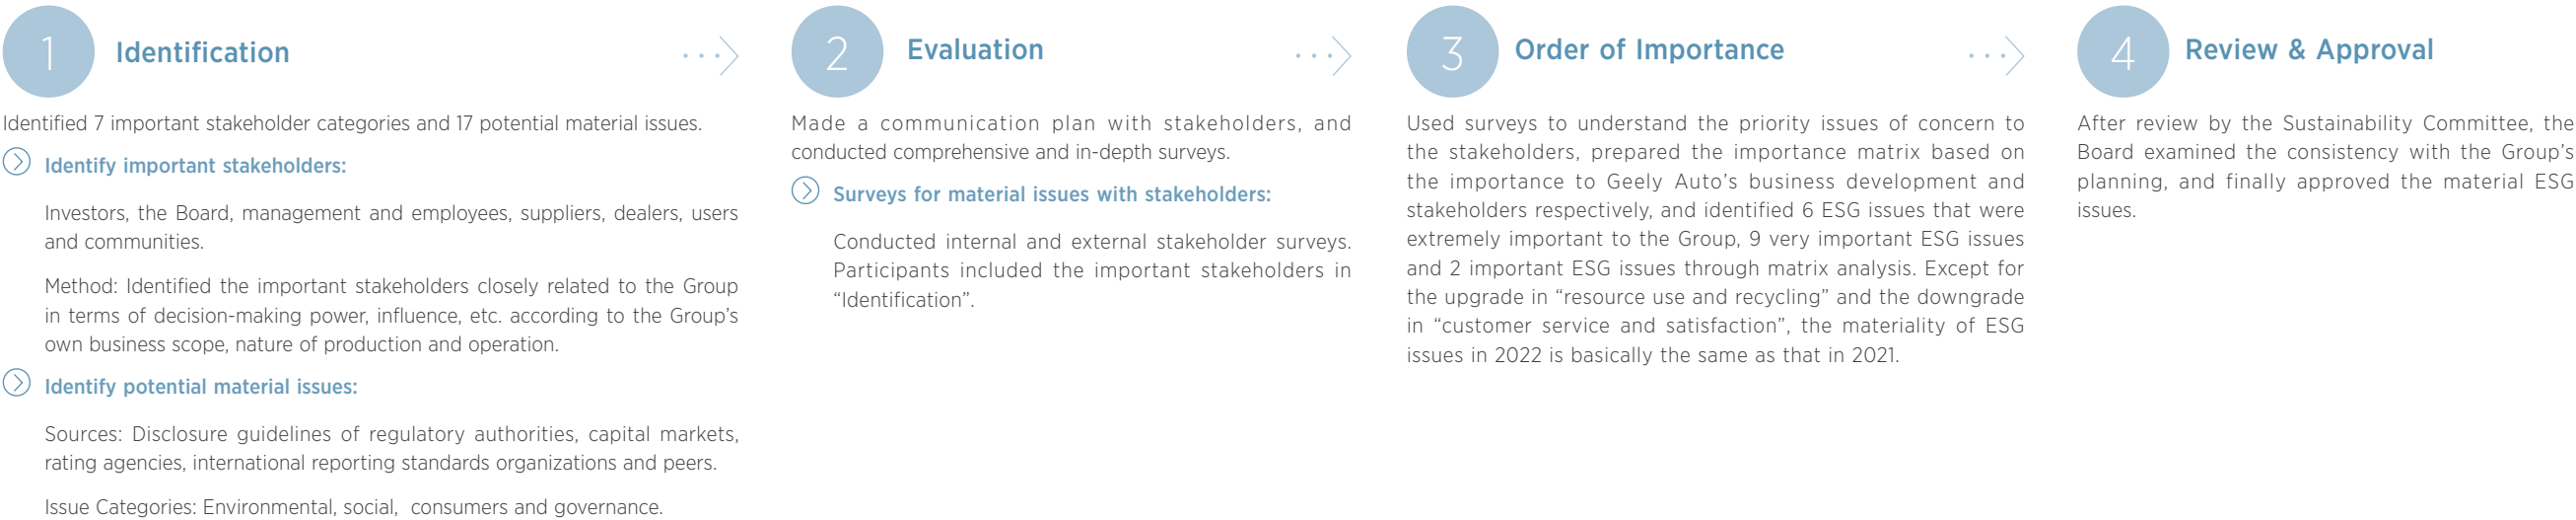 1
Identification
Identified 7 important stakeholder categories and 17 potential material issues.
Identify important stakeholders:
Investors, the Board, management and employees, suppliers, dealers, users
and communities.
Method: Identified the important stakeholders closely related to the Group
in terms of decision-making power, influence, etc. according to the Group's
own business scope, nature of production and operation.
Identify potential material issues:
Sources: Disclosure guidelines of regulatory authorities, capital markets,
rating agencies, international reporting standards organizations and peers.
Issue Categories: Environmental, social, consumers and governance.
2
Evaluation
Made a communication plan with stakeholders, and
conducted comprehensive and in-depth surveys.
Surveys for material issues with stakeholders:
Conducted internal and external stakeholder surveys.
Participants included the important stakeholders in
“Identification”.
3
Order of Importance
Used surveys to understand the priority issues of concern to
the stakeholders, prepared the importance matrix based on
the importance to Geely Auto's business development and
stakeholders respectively, and identified 6 ESG issues that were
extremely important to the Group, 9 very important ESG issues
and 2 important ESG issues through matrix analysis. Except for
the upgrade in “resource use and recycling” and the downgrade
in “customer service and satisfaction”, the materiality of ESG
issues in 2022 is basically the same as that in 2021.
4
Review & Approval
After review by the Sustainability Committee, the
Board examined the consistency with the Group's
planning, and finally approved the material ESG
issues.